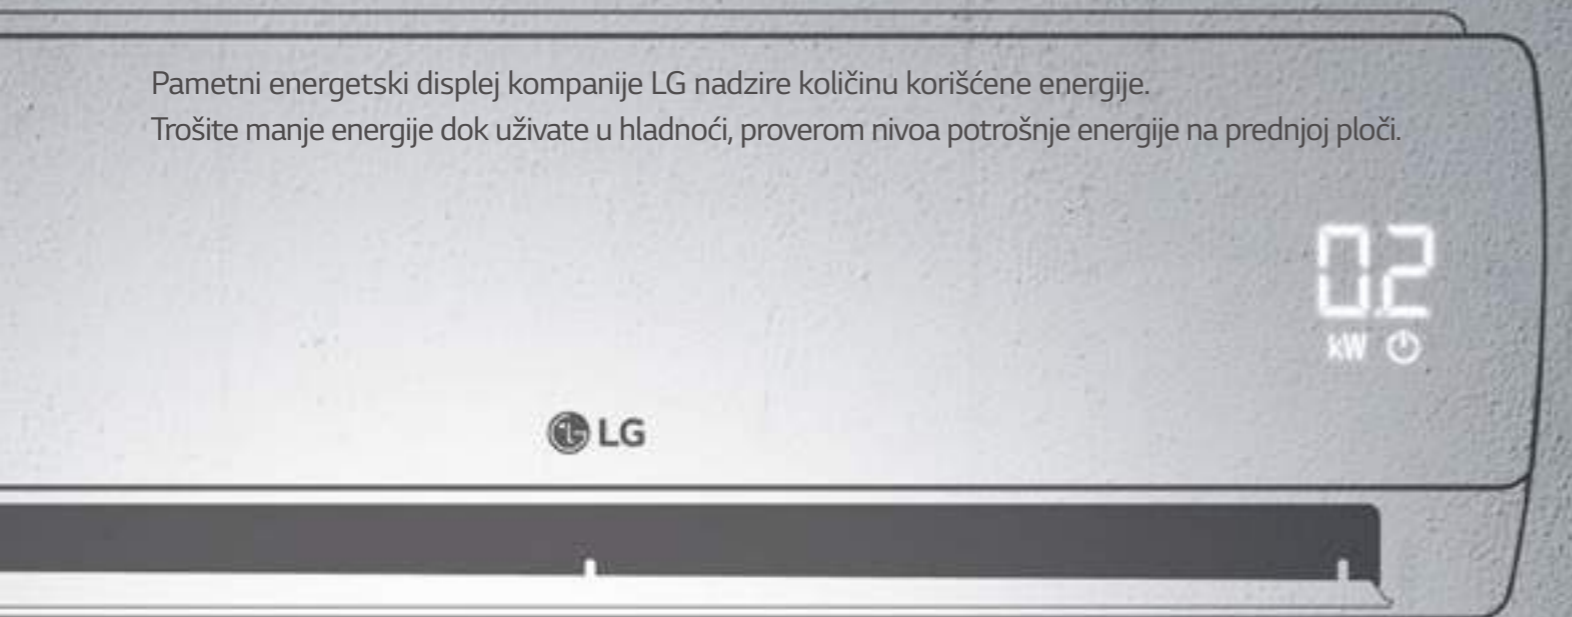 Pametni energetski displej kompanije LG nadzire količinu korišćene energije.
Trošite manje energije dok uživate u hladnoći, proverom nivoa potrošnje energije na prednjoj ploči.
0.2
kW
LG